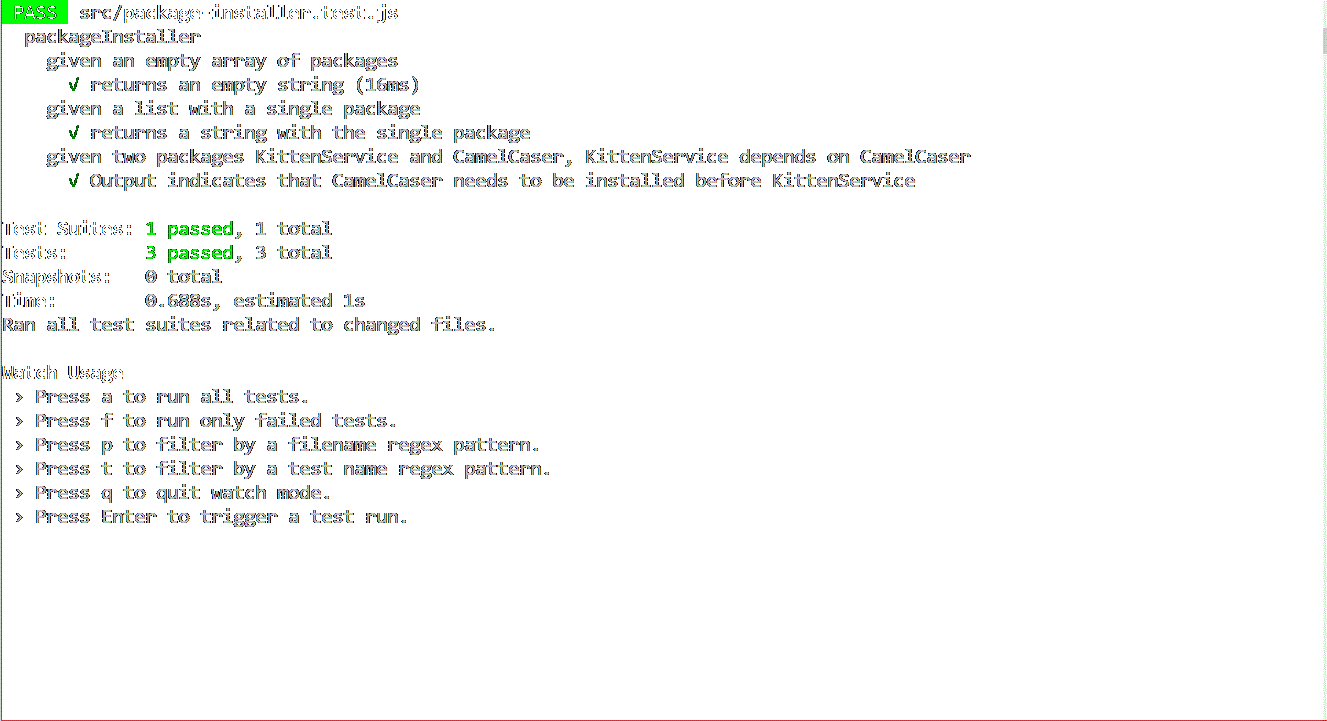 PASS src/package-installer.test.js
packageInstaller
given an empty array of packages
√ returns an empty string (16ms)
given a list with a single package
√ returns a string with the single package
given two packages KittenService and CamelCaser, KittenService depends on CamelCaser
√ Output indicates that CamelCaser needs to be installed before KittenService
Test Suites: 1 passed, 1 total
Tests: 3 passed, 3 total
Snapshots: 0 total
Time: 0.688s, estimated 1s
Ran all test suites related to changed files.
Watch Usage
› Press a to run all tests.
› Press f to run only failed tests.
› Press p to filter by a filename regex pattern.
› Press t to filter by a test name regex pattern.
› Press q to quit watch mode.
› Press Enter to trigger a test run.